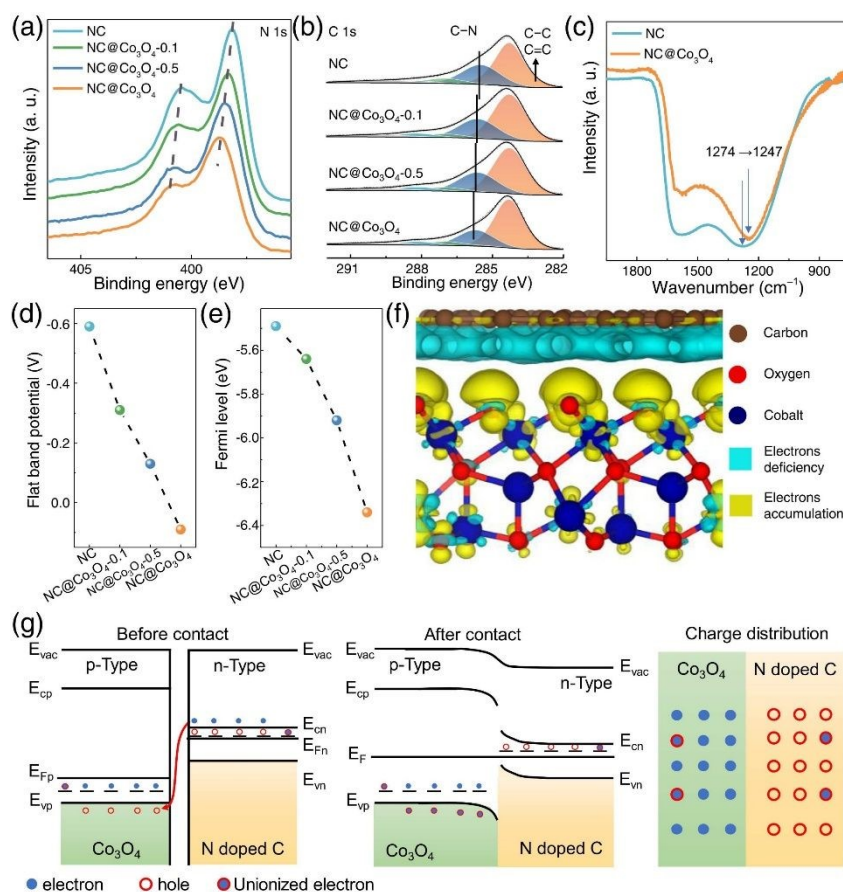 (a)
NC
NC@Co₃O₄-0.1
NC@Co₃O₄-0.5
NC@Co₃O₄
N 1s
Intensity (a. u.)
405
400
Binding energy (eV)
(b)
C−N
C−C
C=C
NC
NC@Co₃O₄-0.1
NC@Co₃O₄-0.5
NC@Co₃O₄
Intensity (a. u.)
291
288
285
282
Binding energy (eV)
(c)
NC
NC@Co₃O₄
1274 →1247
Intensity (a. u.)
1800
1500
1200
900
Wavenumber (cm⁻¹)
(d)
Flat band potential (V)
-0.6
-0.4
-0.2
0.0
NC
NC@Co₃O₄-0.1
NC@Co₃O₄-0.5
NC@Co₃O₄
(e)
Fermi level (eV)
-5.6
-6.0
-6.4
NC
NC@Co₃O₄-0.1
NC@Co₃O₄-0.5
NC@Co₃O₄
(f)
Carbon
Oxygen
Cobalt
Electrons
deficiency
Electrons
accumulation
(g)
Before contact
Evac
p-Type
n-Type
Evac
Ecp
Ecn
EFn
EFp
Evp
Evn
Co₃O₄
N doped C
After contact
Evac
p-Type
n-Type
Evac
Ecp
Ecn
EF
Evp
Evn
Co₃O₄
N doped C
Charge distribution
Co₃O₄
N doped C
electron
hole
Unionized electron